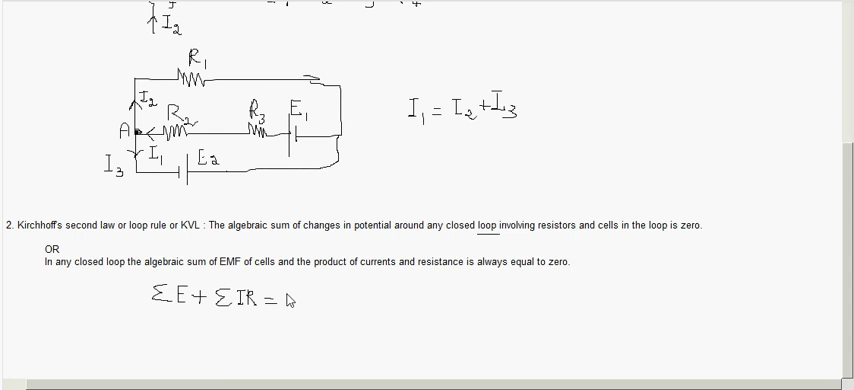 I2
R1
I2
R2
R3
E1
I1 = I2 + I3
A
I3
I1
E2
2. Kirchhoff's second law or loop rule or KVL : The algebraic sum of changes in potential around any closed loop involving resistors and cells in the loop is zero.
OR
In any closed loop the algebraic sum of EMF of cells and the product of currents and resistance is always equal to zero.
ΣE + ΣIR =